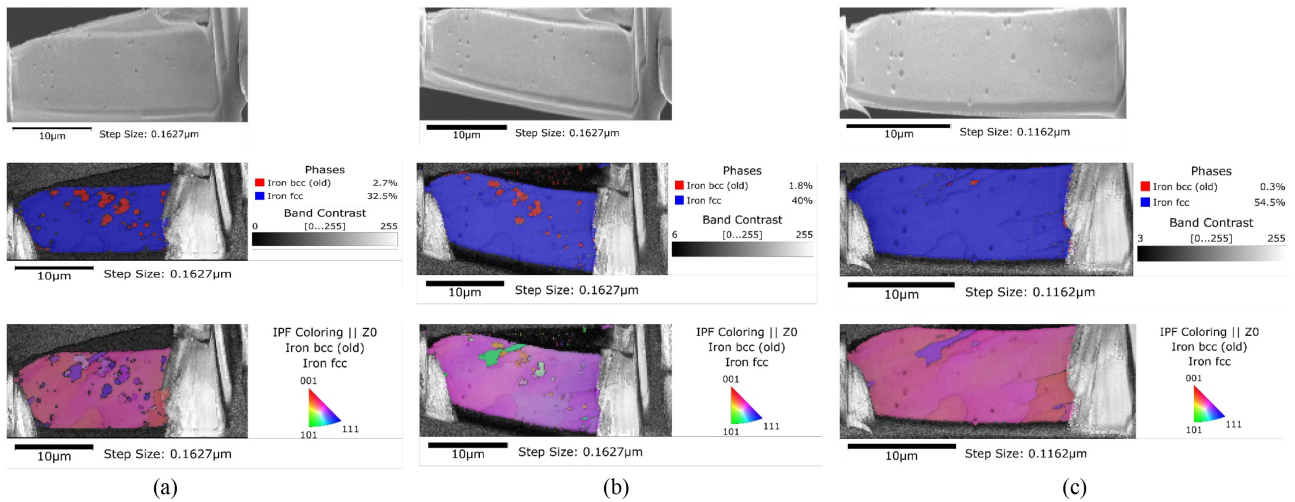 10μm Step Size: 0.1627μm
10μm Step Size: 0.1627μm
10μm Step Size: 0.1162μm
Phases
Iron bcc (old) 2.7%
Iron fcc 32.5%
Band Contrast
0 [0...255] 255
10μm Step Size: 0.1627μm
Phases
Iron bcc (old) 1.8%
Iron fcc 40%
Band Contrast
6 [0...255] 255
10μm Step Size: 0.1627μm
Phases
Iron bcc (old) 0.3%
Iron fcc 54.5%
Band Contrast
3 [0...255] 255
10μm Step Size: 0.1162μm
IPF Coloring || Z0
Iron bcc (old)
Iron fcc
001
101 111
10μm Step Size: 0.1627μm
IPF Coloring || Z0
Iron bcc (old)
Iron fcc
001
101 111
10μm Step Size: 0.1627μm
IPF Coloring || Z0
Iron bcc (old)
Iron fcc
001
101 111
10μm Step Size: 0.1162μm
(a) (b) (c)